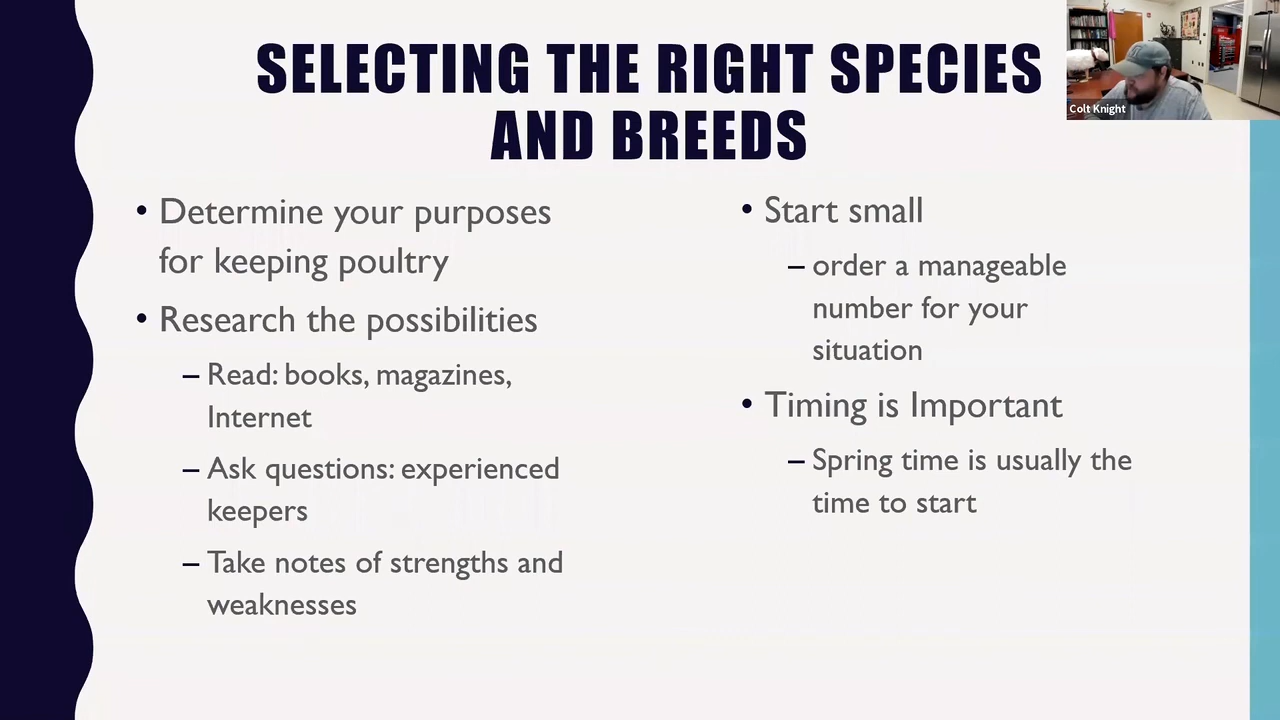 SELECTING THE RIGHT SPECIES
AND BREEDS
• Determine your purposes
for keeping poultry
• Research the possibilities
– Read: books, magazines,
Internet
– Ask questions: experienced
keepers
– Take notes of strengths and
weaknesses
• Start small
– order a manageable
number for your
situation
• Timing is Important
– Spring time is usually the
time to start
Colt Knight